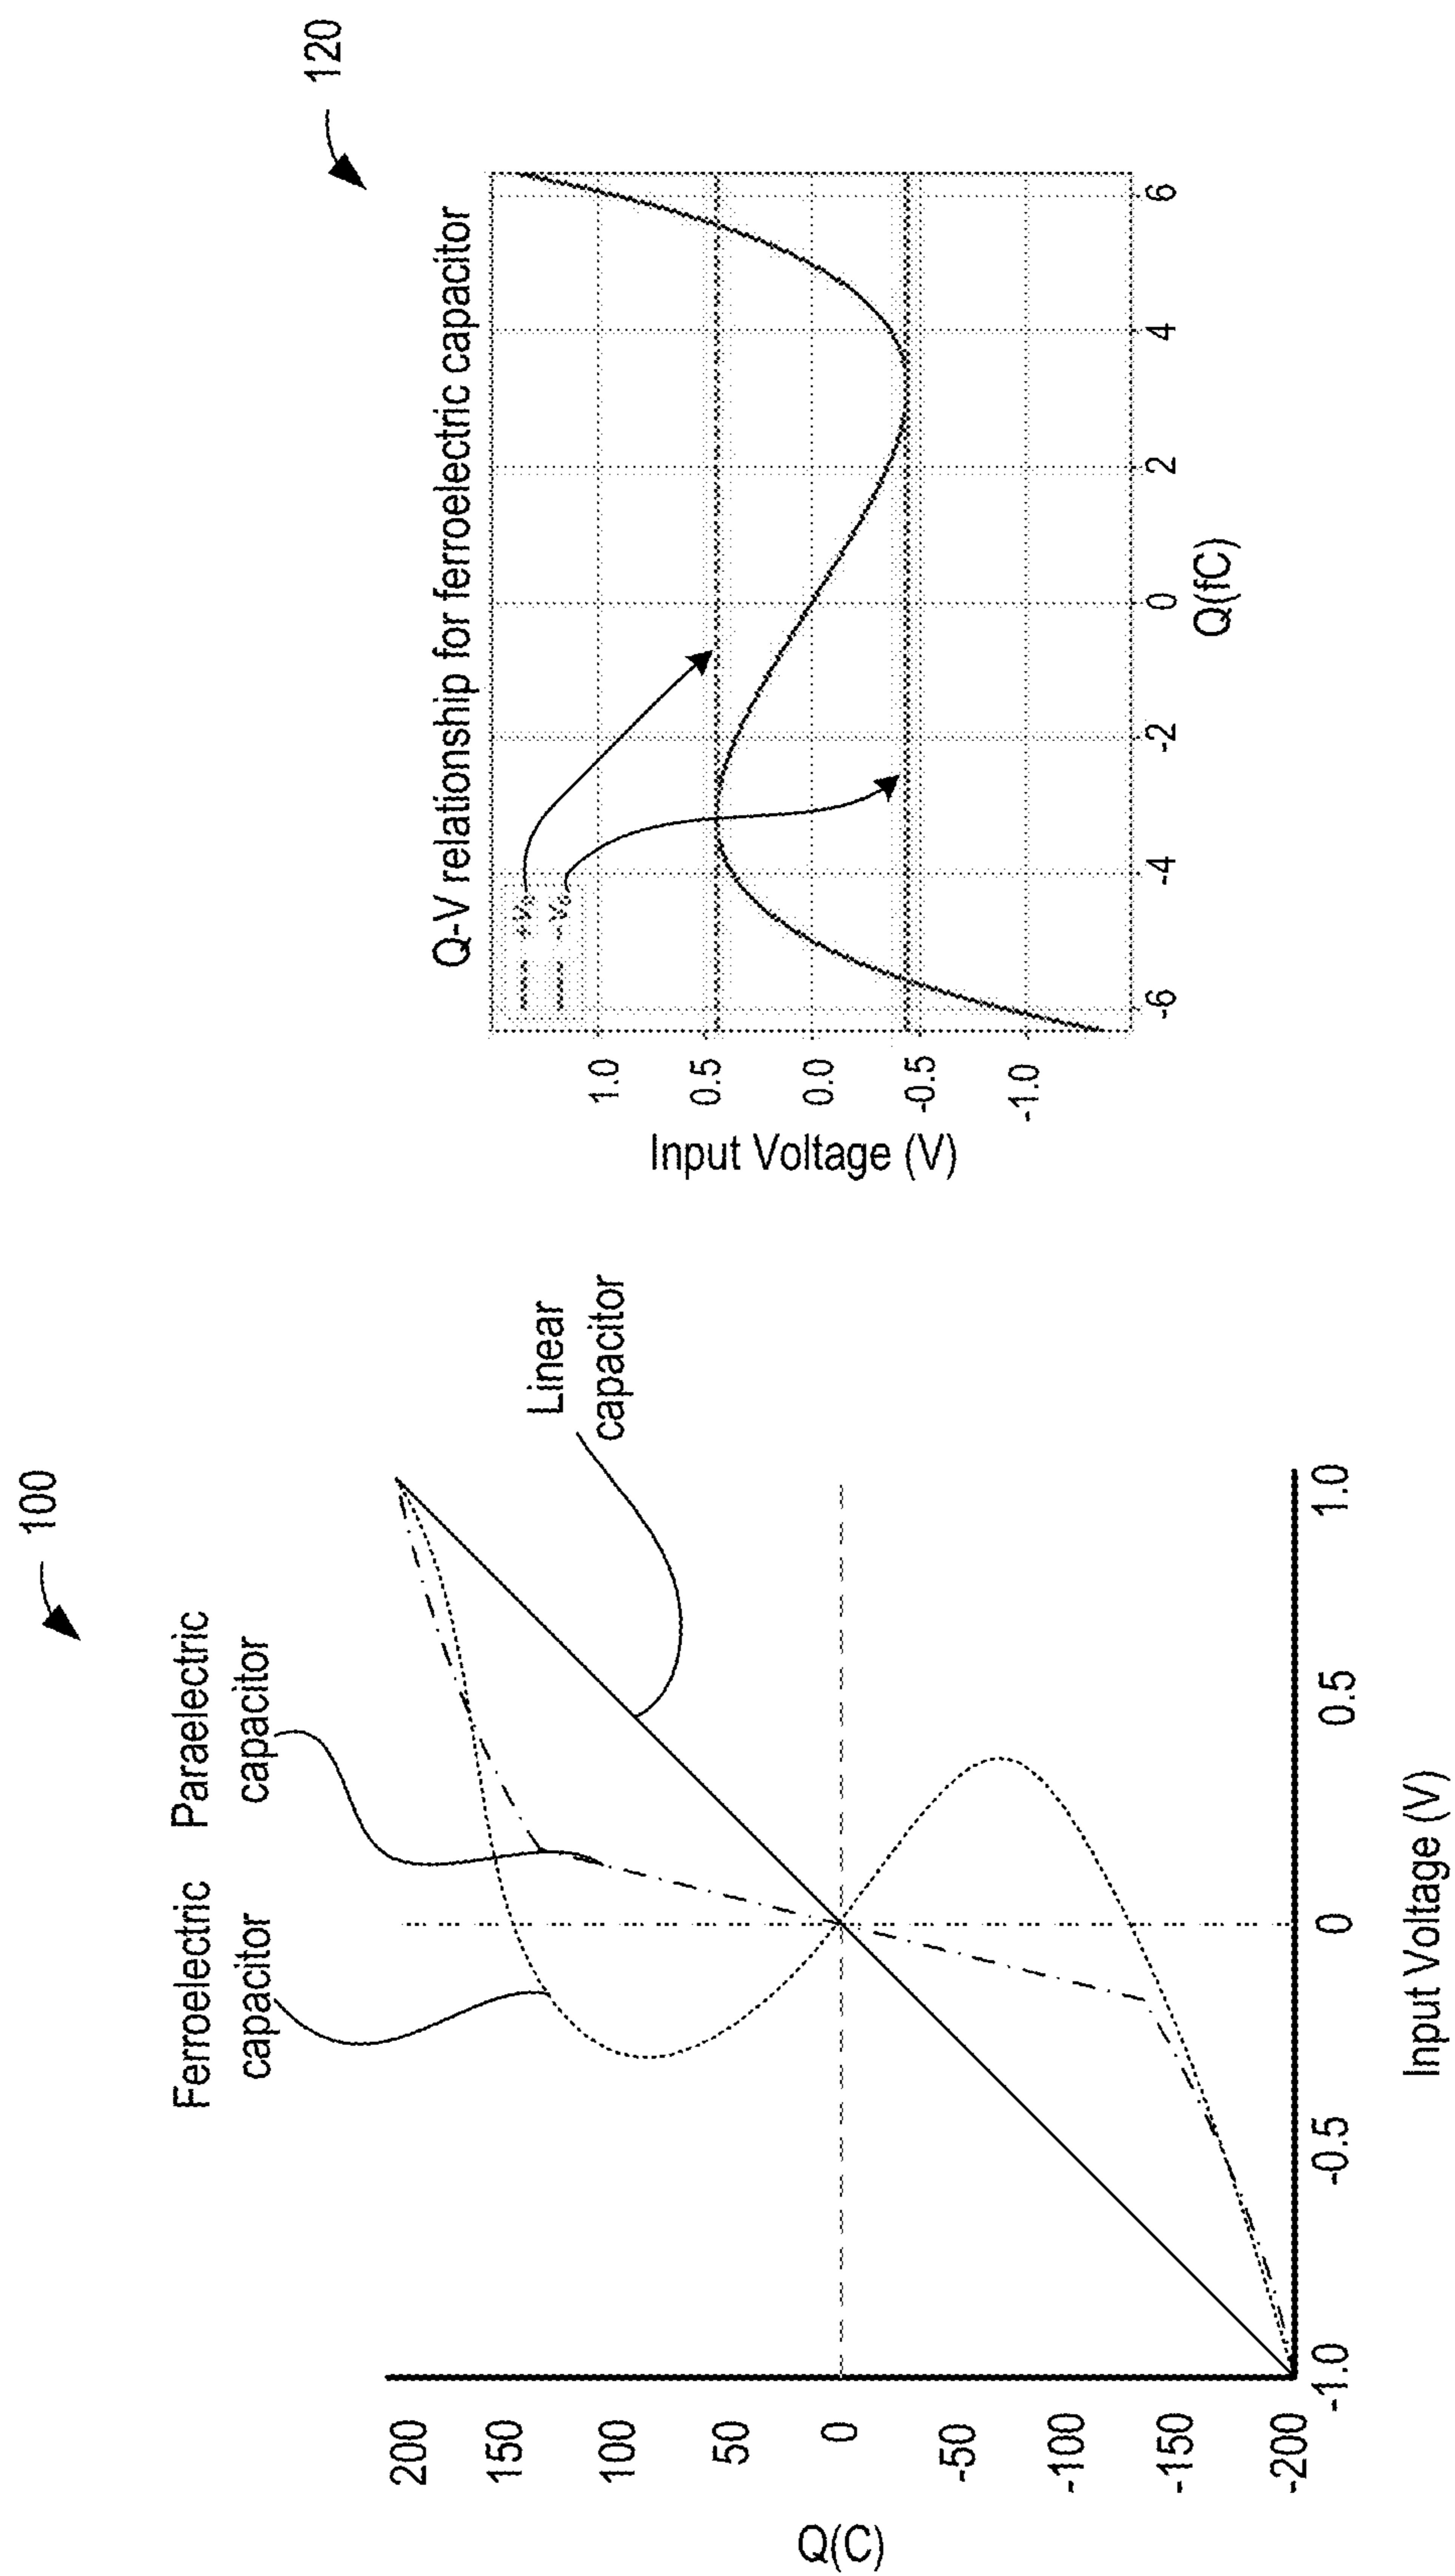 100
Ferroelectric
capacitor
Paraelectric
capacitor
Linear
capacitor
Q(C)
200
150
100
50
0
-50
-100
-150
-200
-1.0
-0.5
0
0.5
1.0
Input Voltage (V)
120
Q-V relationship for ferroelectric capacitor
Input Voltage (V)
1.0
0.5
0.0
-0.5
-1.0
-6
-4
-2
0
2
4
6
Q(fC)